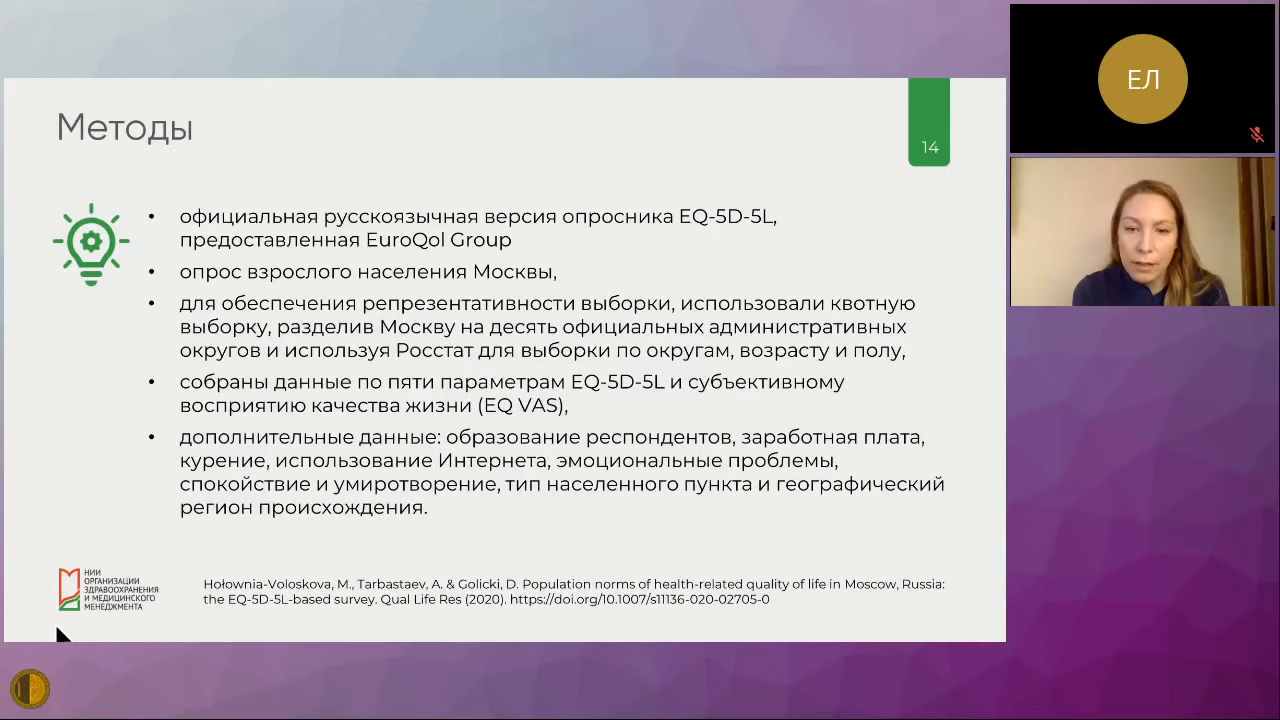 Методы
14
• официальная русскоязычная версия опросника EQ-5D-5L,
предоставленная EuroQol Group
• опрос взрослого населения Москвы,
• для обеспечения репрезентативности выборки, использовали квотную
выборку, разделив Москву на десять официальных административных
округов и используя Росстат для выборки по округам, возрасту и полу,
• собраны данные по пяти параметрам EQ-5D-5L и субъективному
восприятию качества жизни (EQ VAS),
• дополнительные данные: образование респондентов, заработная плата,
курение, использование Интернета, эмоциональные проблемы,
спокойствие и умиротворение, тип населенного пункта и географический
регион происхождения.
НИИ
ОРГАНИЗАЦИИ
ЗДРАВООХРАНЕНИЯ
И МЕДИЦИНСКОГО
МЕНЕДЖМЕНТА
Hołownia-Voloskova, M., Tarbastaev, A. & Golicki, D. Population norms of health-related quality of life in Moscow, Russia:
the EQ-5D-5L-based survey. Qual Life Res (2020). https://doi.org/10.1007/s11136-020-02705-0
ЕЛ